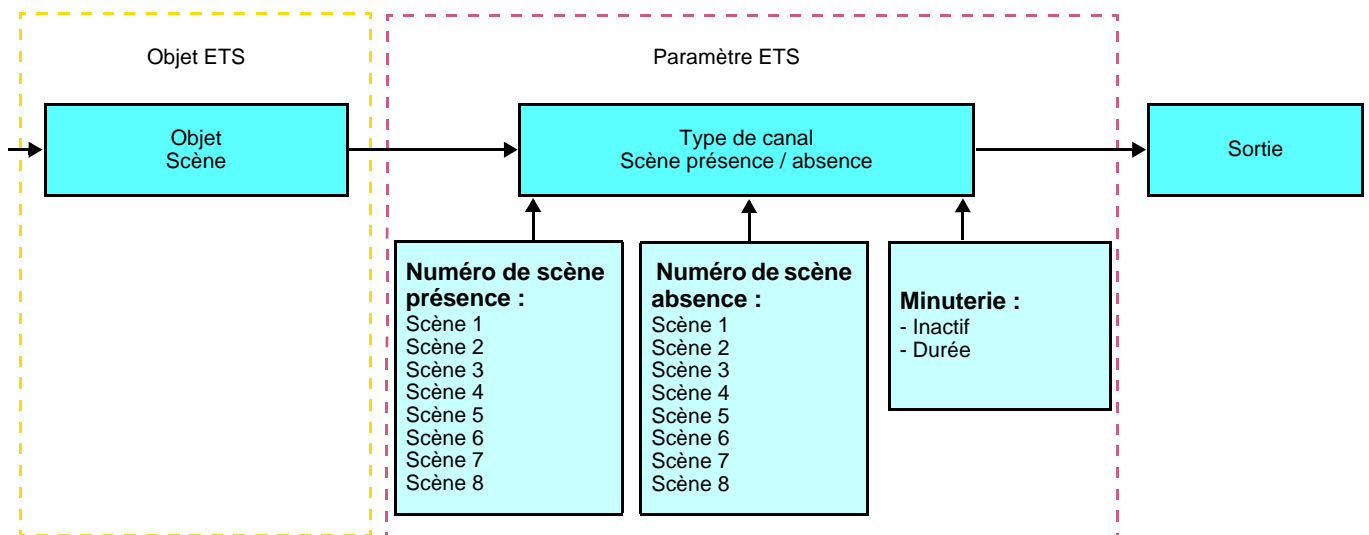 Objet ETS
Paramètre ETS
Objet
Scène
Type de canal
Scène présence / absence
Sortie
Numéro de scène
présence :
Scène 1
Scène 2
Scène 3
Scène 4
Scène 5
Scène 6
Scène 7
Scène 8
Numéro de scène
absence :
Scène 1
Scène 2
Scène 3
Scène 4
Scène 5
Scène 6
Scène 7
Scène 8
Minuterie :
- Inactif
- Durée